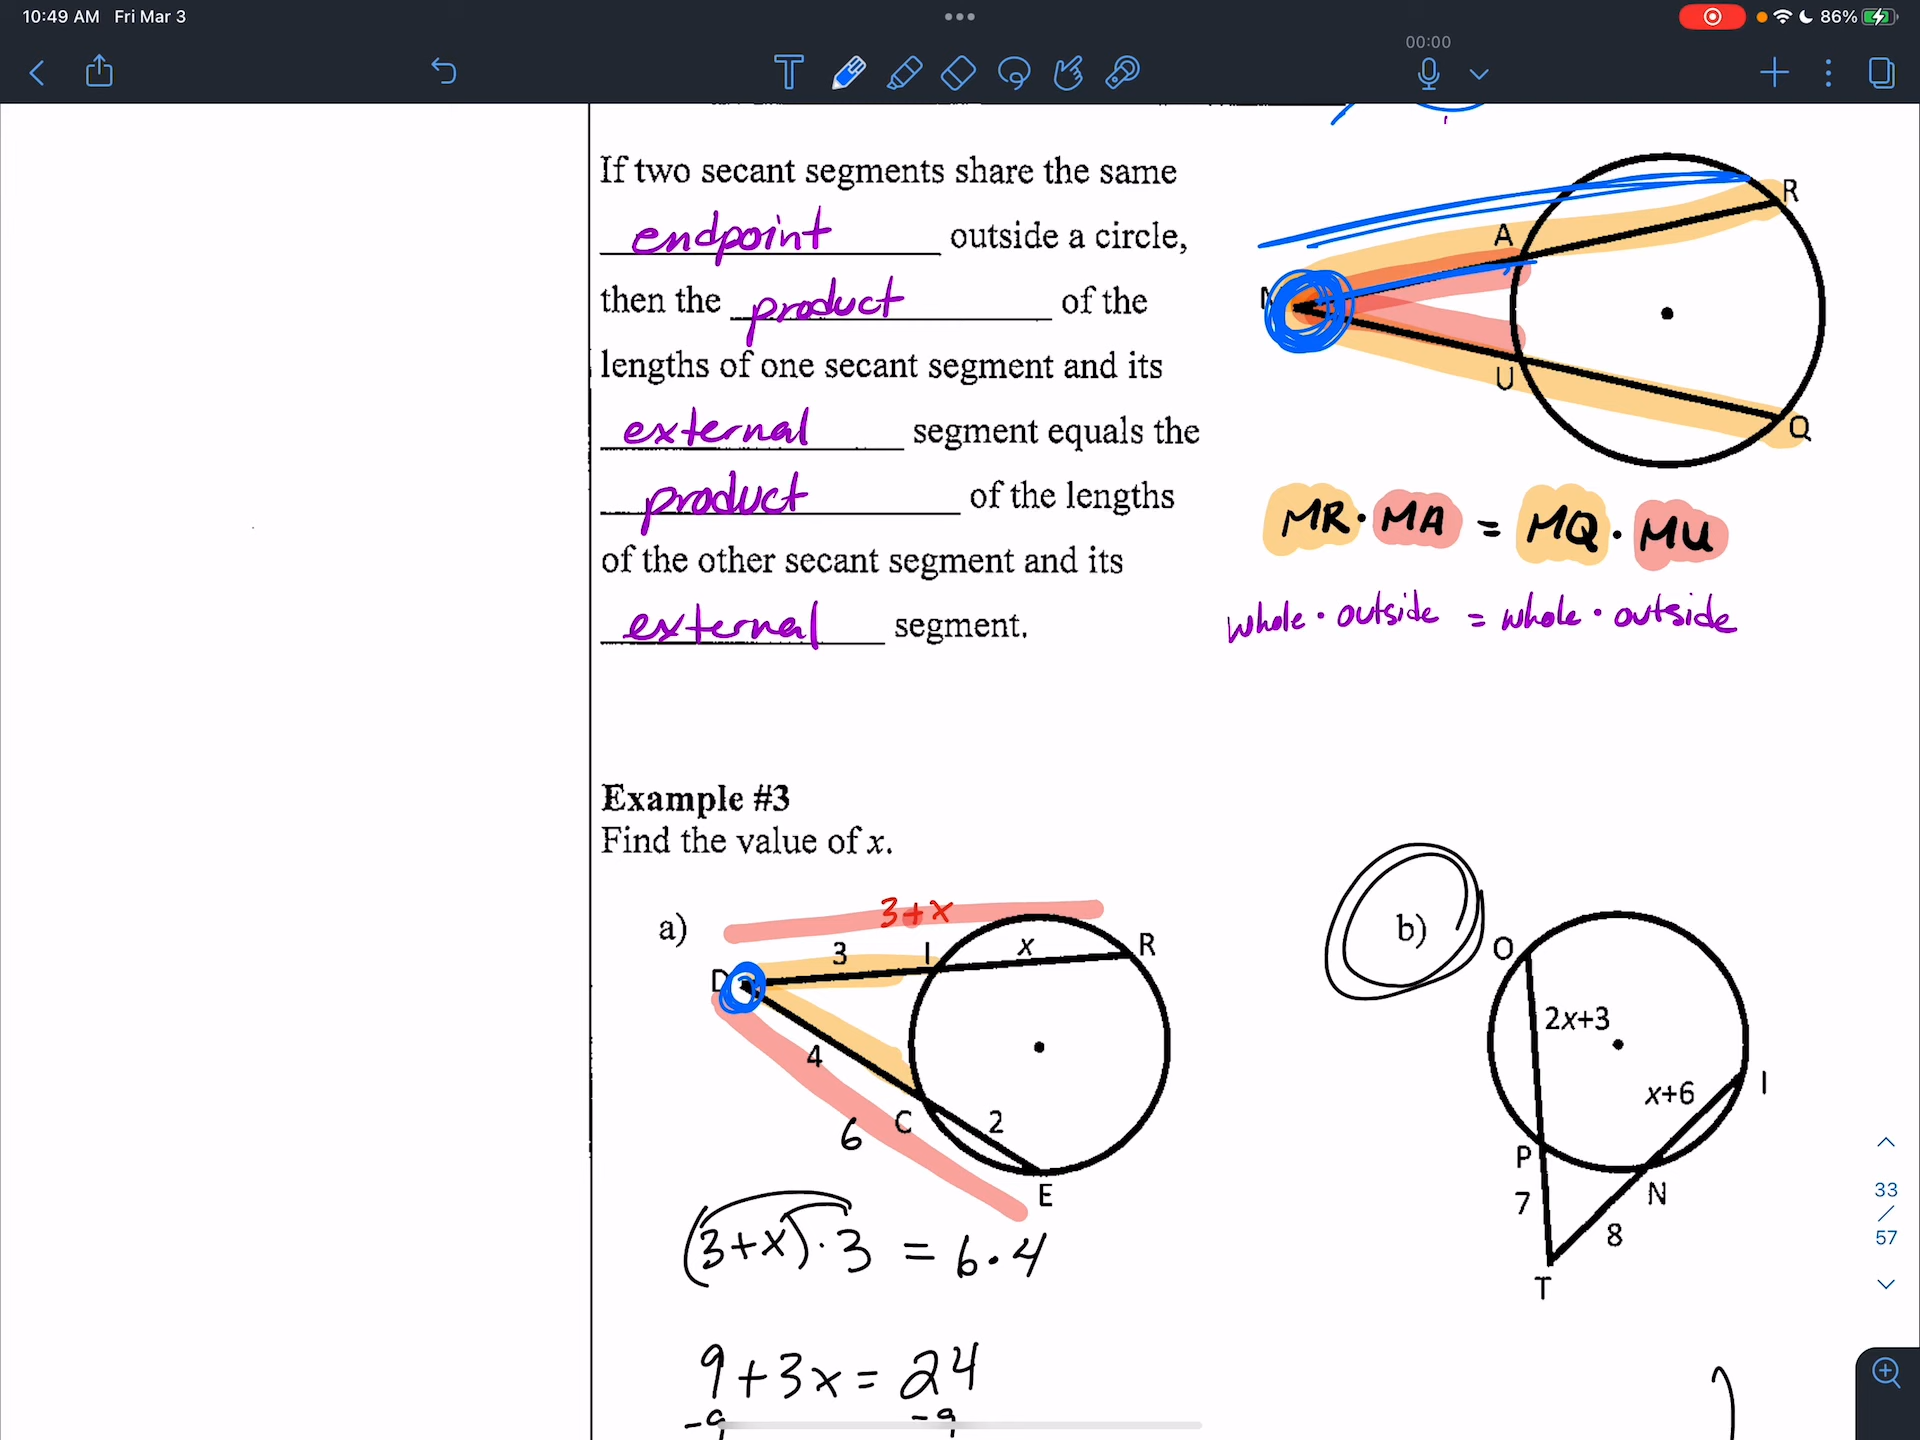 10:49 AM Fri Mar 3
86%
00:00
If two secant segments share the same
endpoint outside a circle,
then the product of the
lengths of one secant segment and its
external segment equals the
product of the lengths
of the other secant segment and its
external segment.
R
A
U
Q
MR · MA = MQ · MU
whole · outside = whole · outside
Example #3
Find the value of x.
a)
3+x
3
I
x
R
D
4
C
2
6
E
(3+x) · 3 = 6 · 4
9 + 3x = 24
-9 -9
b)
O
2x+3
x+6
I
P
N
7
8
T
33
/
57